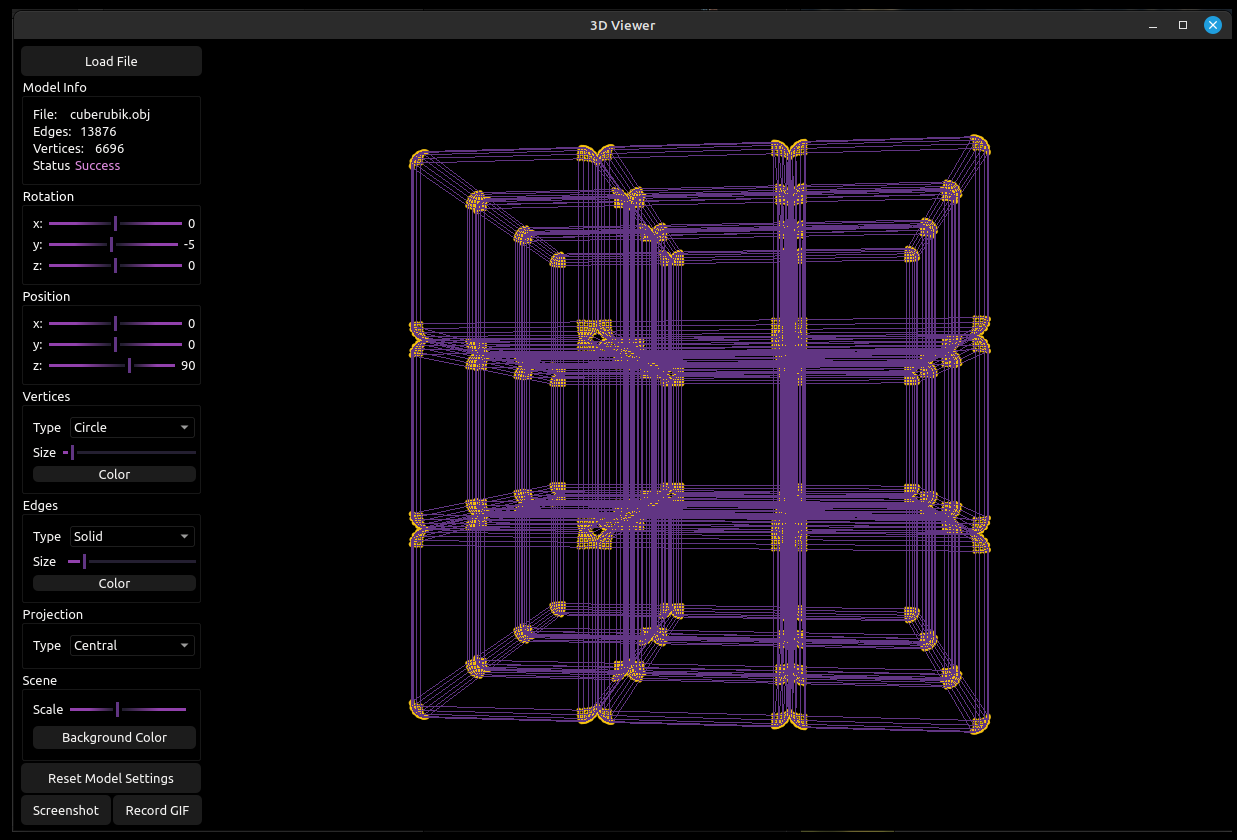 3D Viewer
Load File
Model Info
File: cuberubik.obj
Edges: 13876
Vertices: 6696
Status Success
Rotation
x: 0
y: -5
z: 0
Position
x: 0
y: 0
z: 90
Vertices
Type Circle
Size
Color
Edges
Type Solid
Size
Color
Projection
Type Central
Scene
Scale
Background Color
Reset Model Settings
Screenshot Record GIF